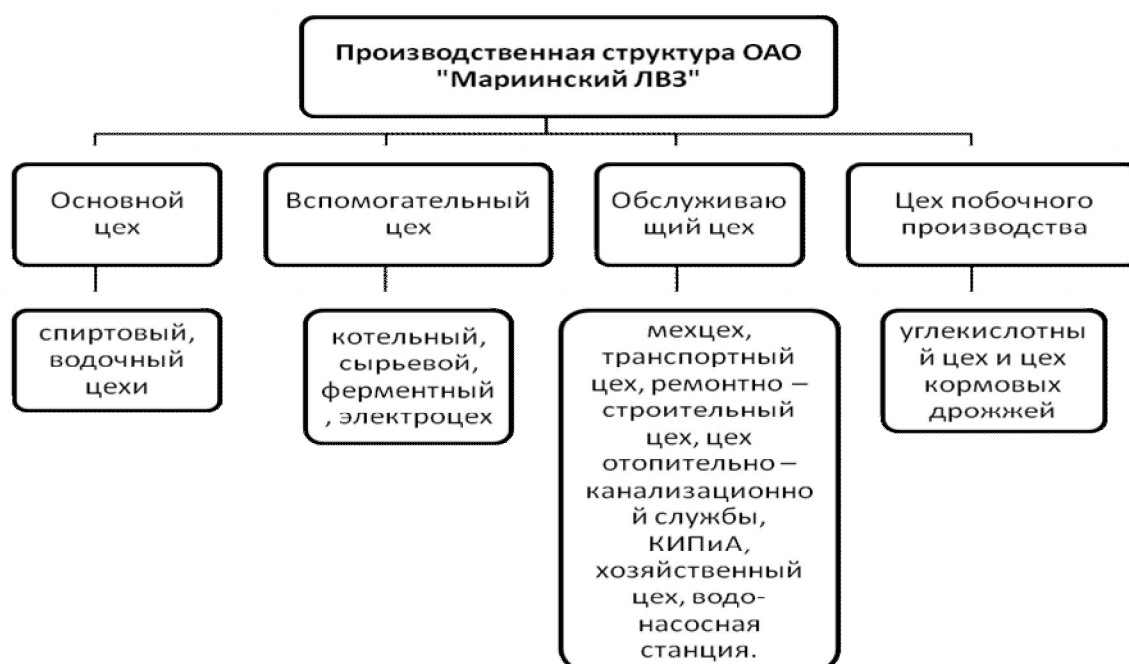 Производственная структура ОАО
"Мариинский ЛВЗ"
Основной
цех
Вспомогательный
цех
Обслуживаю
щий цех
Цех побочного
производства
спиртовый,
водочный
цехи
котельный,
сырьевой,
ферментный
, электроцех
мехцех,
транспортный
цех, ремонтно –
строительный
цех, цех
отопительно –
канализационно
й службы,
КИПиА,
хозяйственный
цех, водо-
насосная
станция.
углекислотны
й цех и цех
кормовых
дрожжей